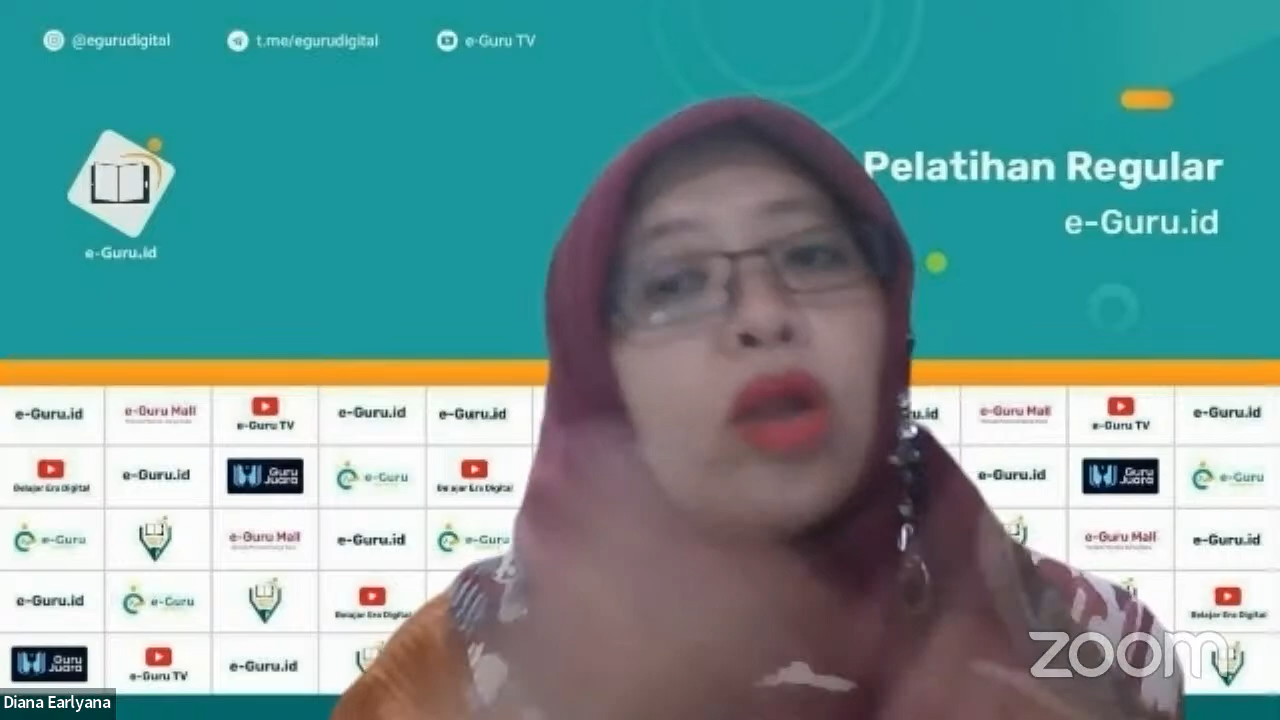 @egurudigital
t.me/egurudigital
e-Guru TV
e-Guru.id
Pelatihan Regular
e-Guru.id
e-Guru.id
e-Guru Mall
e-Guru TV
e-Guru.id
e-Guru.id
e-Guru Mall
e-Guru TV
e-Guru.id
Belajar Era Digital
e-Guru.id
Guru Juara
e-Guru
Belajar Era Digital
e-Guru.id
Guru Juara
e-Guru
e-Guru
e-Guru Mall
e-Guru.id
e-Guru
e-Guru Mall
e-Guru.id
e-Guru.id
e-Guru
Belajar Era Digital
Belajar Era Digital
Guru Juara
e-Guru TV
e-Guru.id
zoom
Diana Earlyana